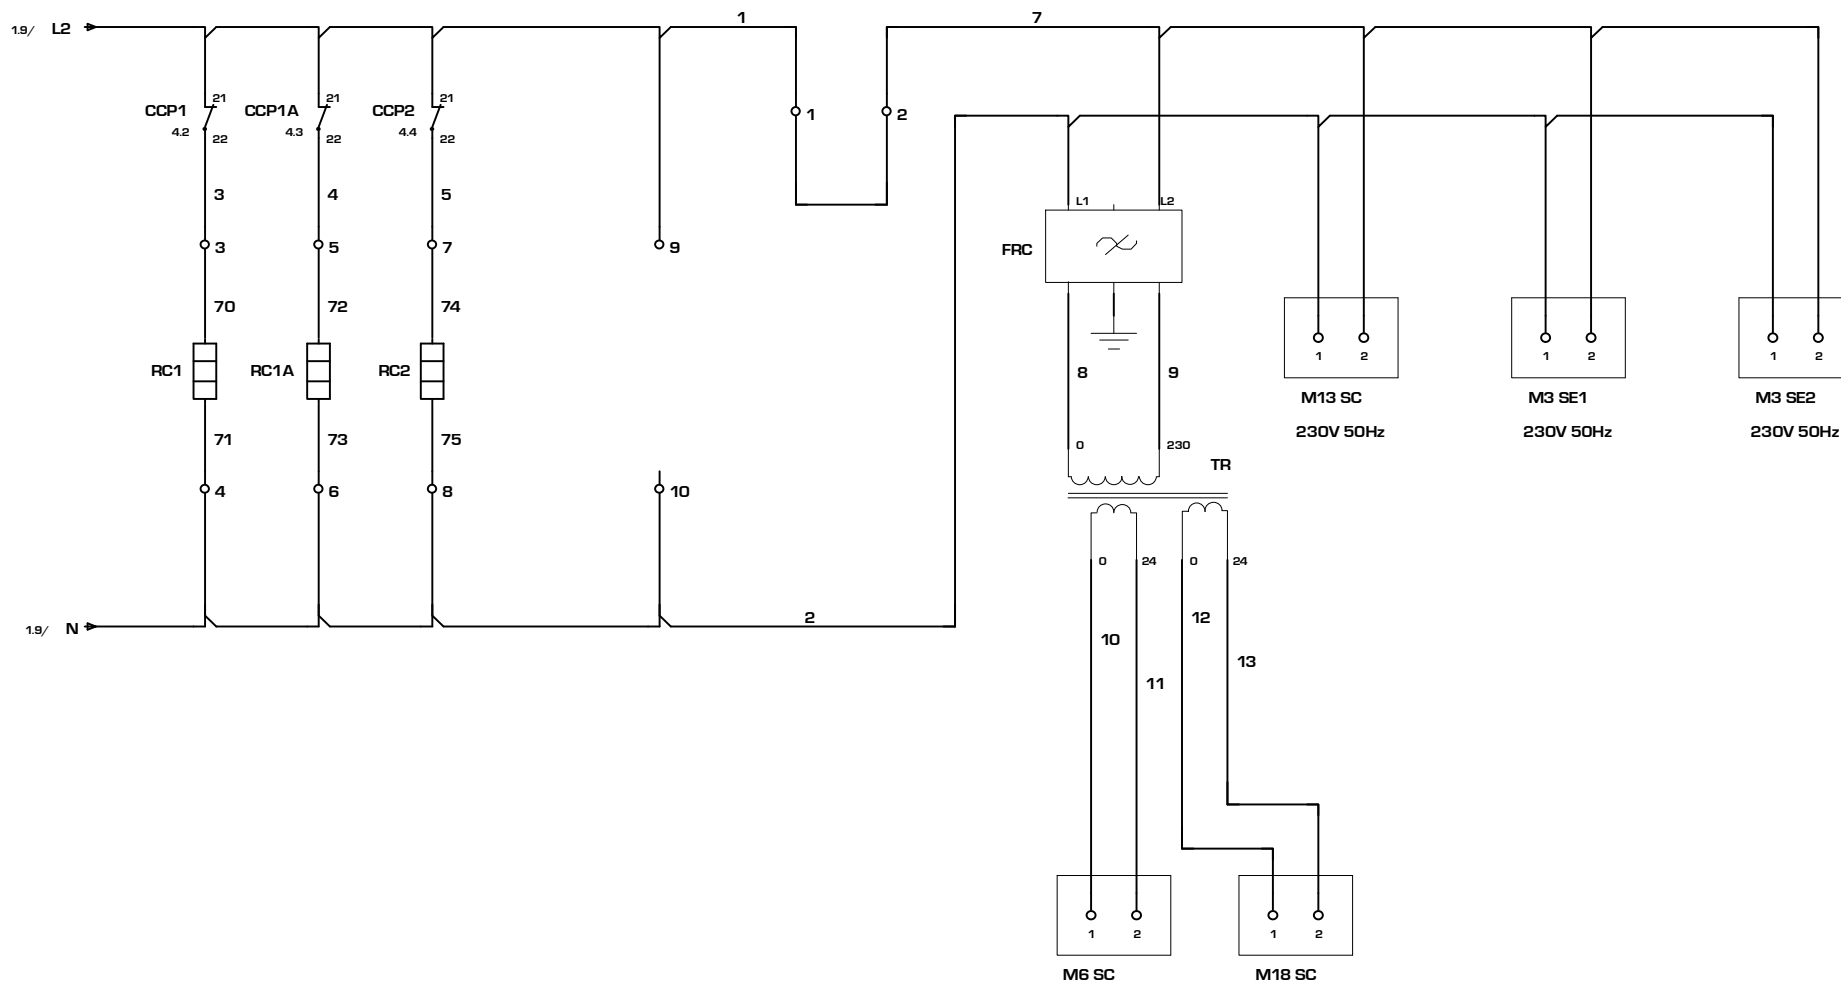 1 7
1.9/ L2
21 21 21
CCP1 CCP1A CCP2 1 2
4.2 22 4.3 22 4.4 22
3 4 5
L1 L2
3 5 7 9 FRC
70 72 74
1 2 1 2 1 2
RC1 RC1A RC2 8 9
M13 SC M3 SE1 M3 SE2
230V 50Hz 230V 50Hz 230V 50Hz
71 73 75 0 230
TR
4 6 8 10
0 24 0 24
1.9/ N 2 12
10
13
11
1 2 1 2
M6 SC M18 SC